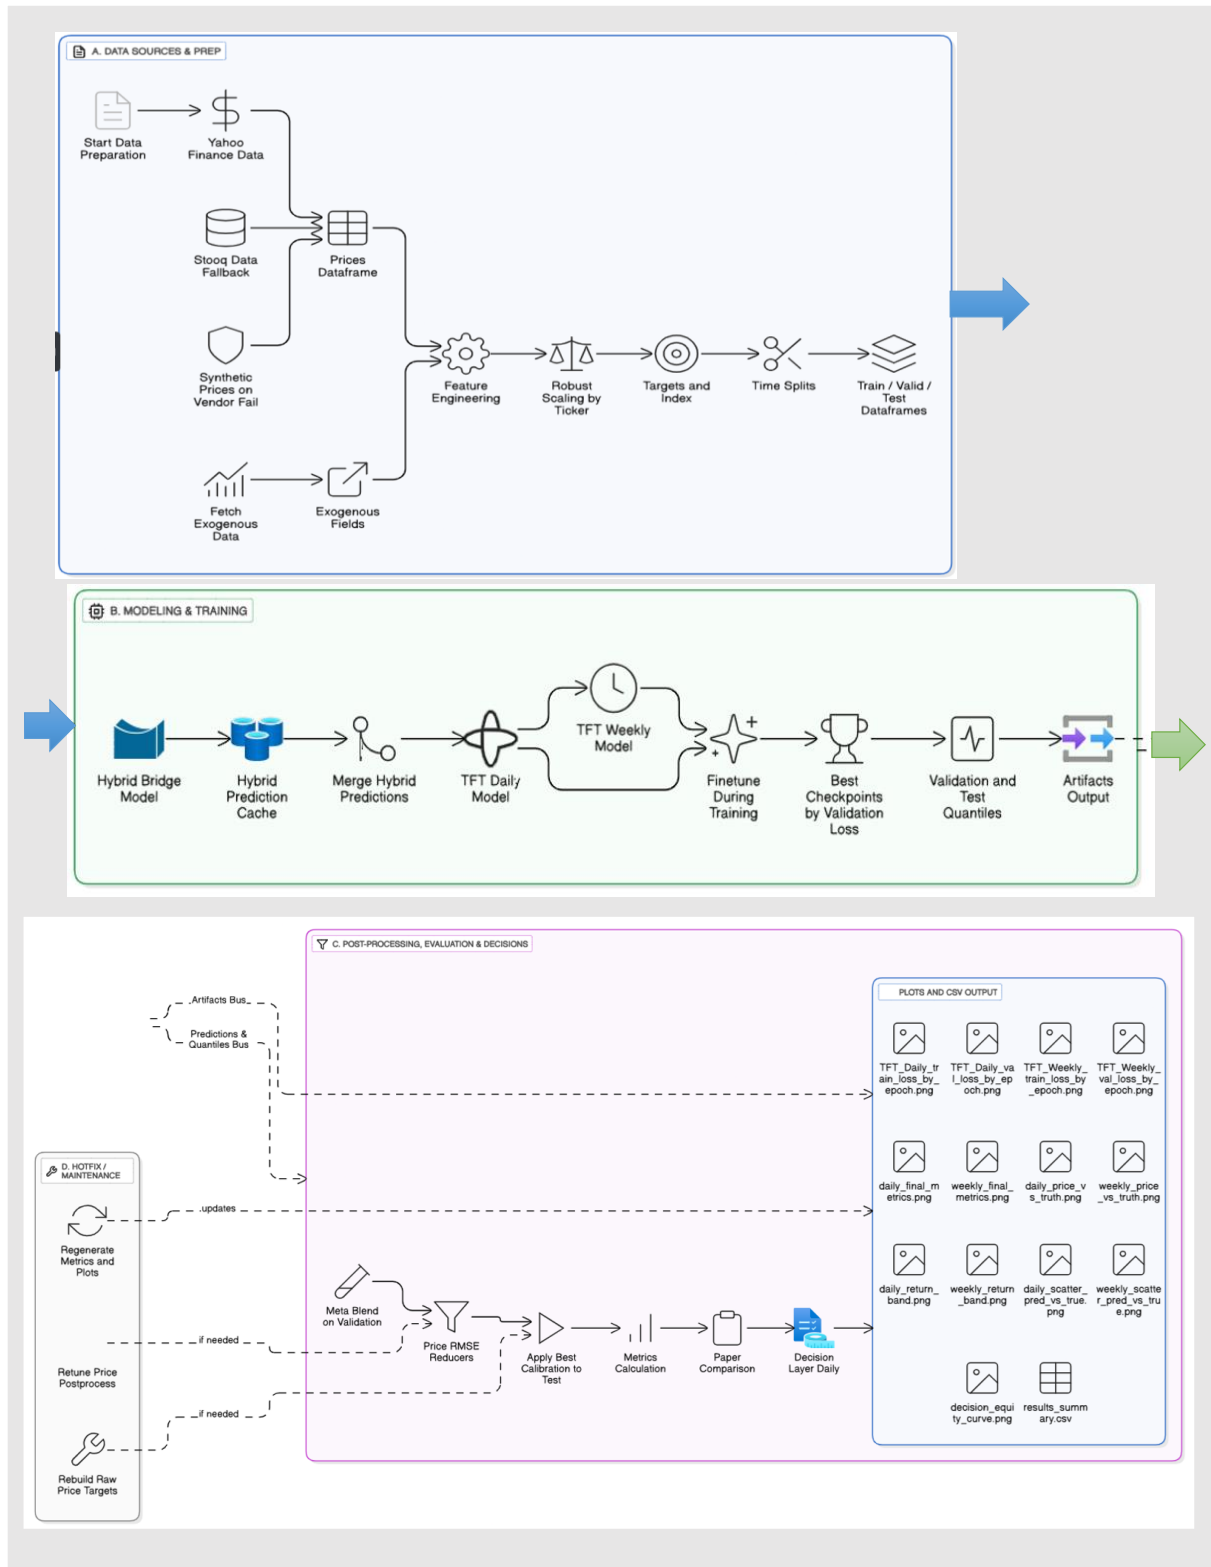 A. DATA SOURCES & PREP
Start Data
Preparation
Yahoo
Finance Data
Stooq Data
Fallback
Prices
Dataframe
Synthetic
Prices on
Vendor Fail
Feature
Engineering
Robust
Scaling by
Ticker
Targets and
Index
Time Splits
Train / Valid /
Test
Dataframes
Fetch
Exogenous
Data
Exogenous
Fields
B. MODELING & TRAINING
Hybrid Bridge
Model
Hybrid
Prediction
Cache
Merge Hybrid
Predictions
TFT Daily
Model
TFT Weekly
Model
Finetune
During
Training
Best
Checkpoints
by Validation
Loss
Validation and
Test
Quantiles
Artifacts
Output
C. POST-PROCESSING, EVALUATION & DECISIONS
Artifacts Bus
Predictions &
Quantiles Bus
PLOTS AND CSV OUTPUT
TFT_Daily_tr
ain_loss_by_
epoch.png
TFT_Daily_va
l_loss_by_ep
och.png
TFT_Weekly_
train_loss_by
_epoch.png
TFT_Weekly_
val_loss_by_
epoch.png
daily_final_m
etrics.png
weekly_final_
metrics.png
daily_price_v
s_truth.png
weekly_price
_vs_truth.png
daily_return_
band.png
weekly_return
_band.png
daily_scatter_
pred_vs_true.
png
weekly_scatte
r_pred_vs_tru
e.png
decision_equi
ty_curve.png
results_summ
ary.csv
D. HOTFIX /
MAINTENANCE
Regenerate
Metrics and
Plots
updates
Retune Price
Postprocess
if needed
Rebuild Raw
Price Targets
if needed
Meta Blend
on Validation
Price RMSE
Reducers
Apply Best
Calibration to
Test
Metrics
Calculation
Paper
Comparison
Decision
Layer Daily